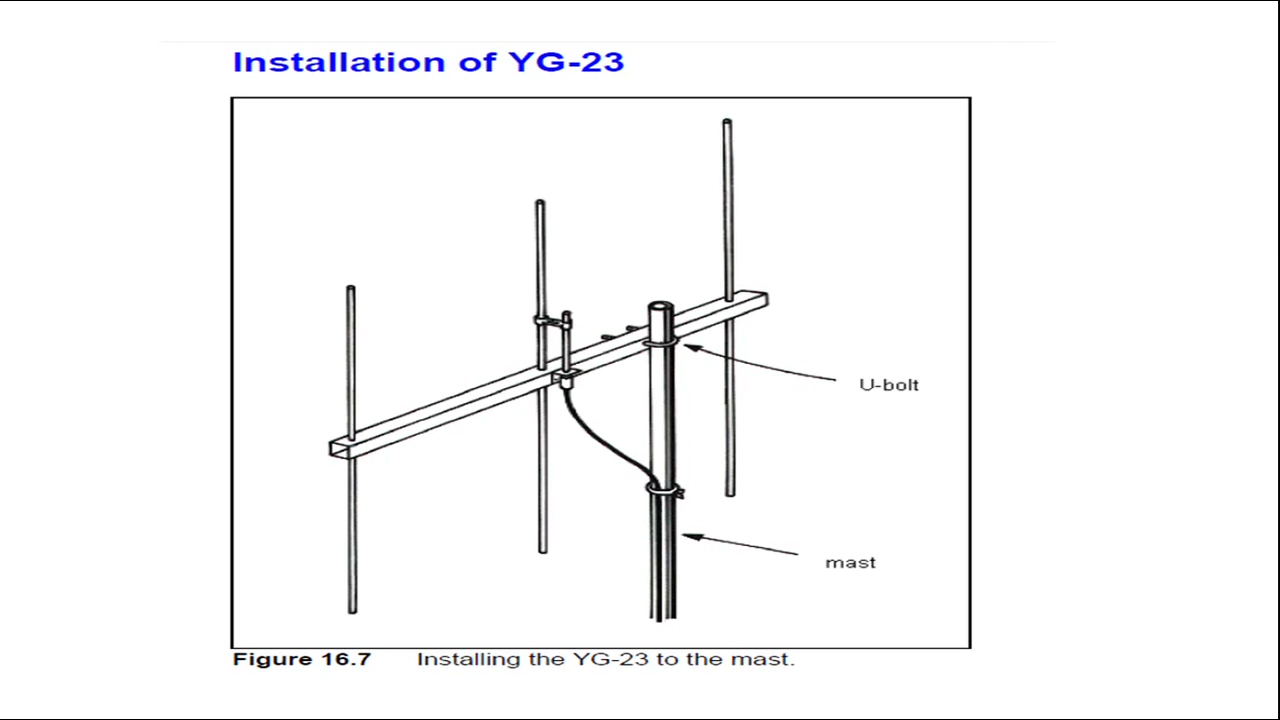 Installation of YG-23
U-bolt
mast
Figure 16.7 Installing the YG-23 to the mast.